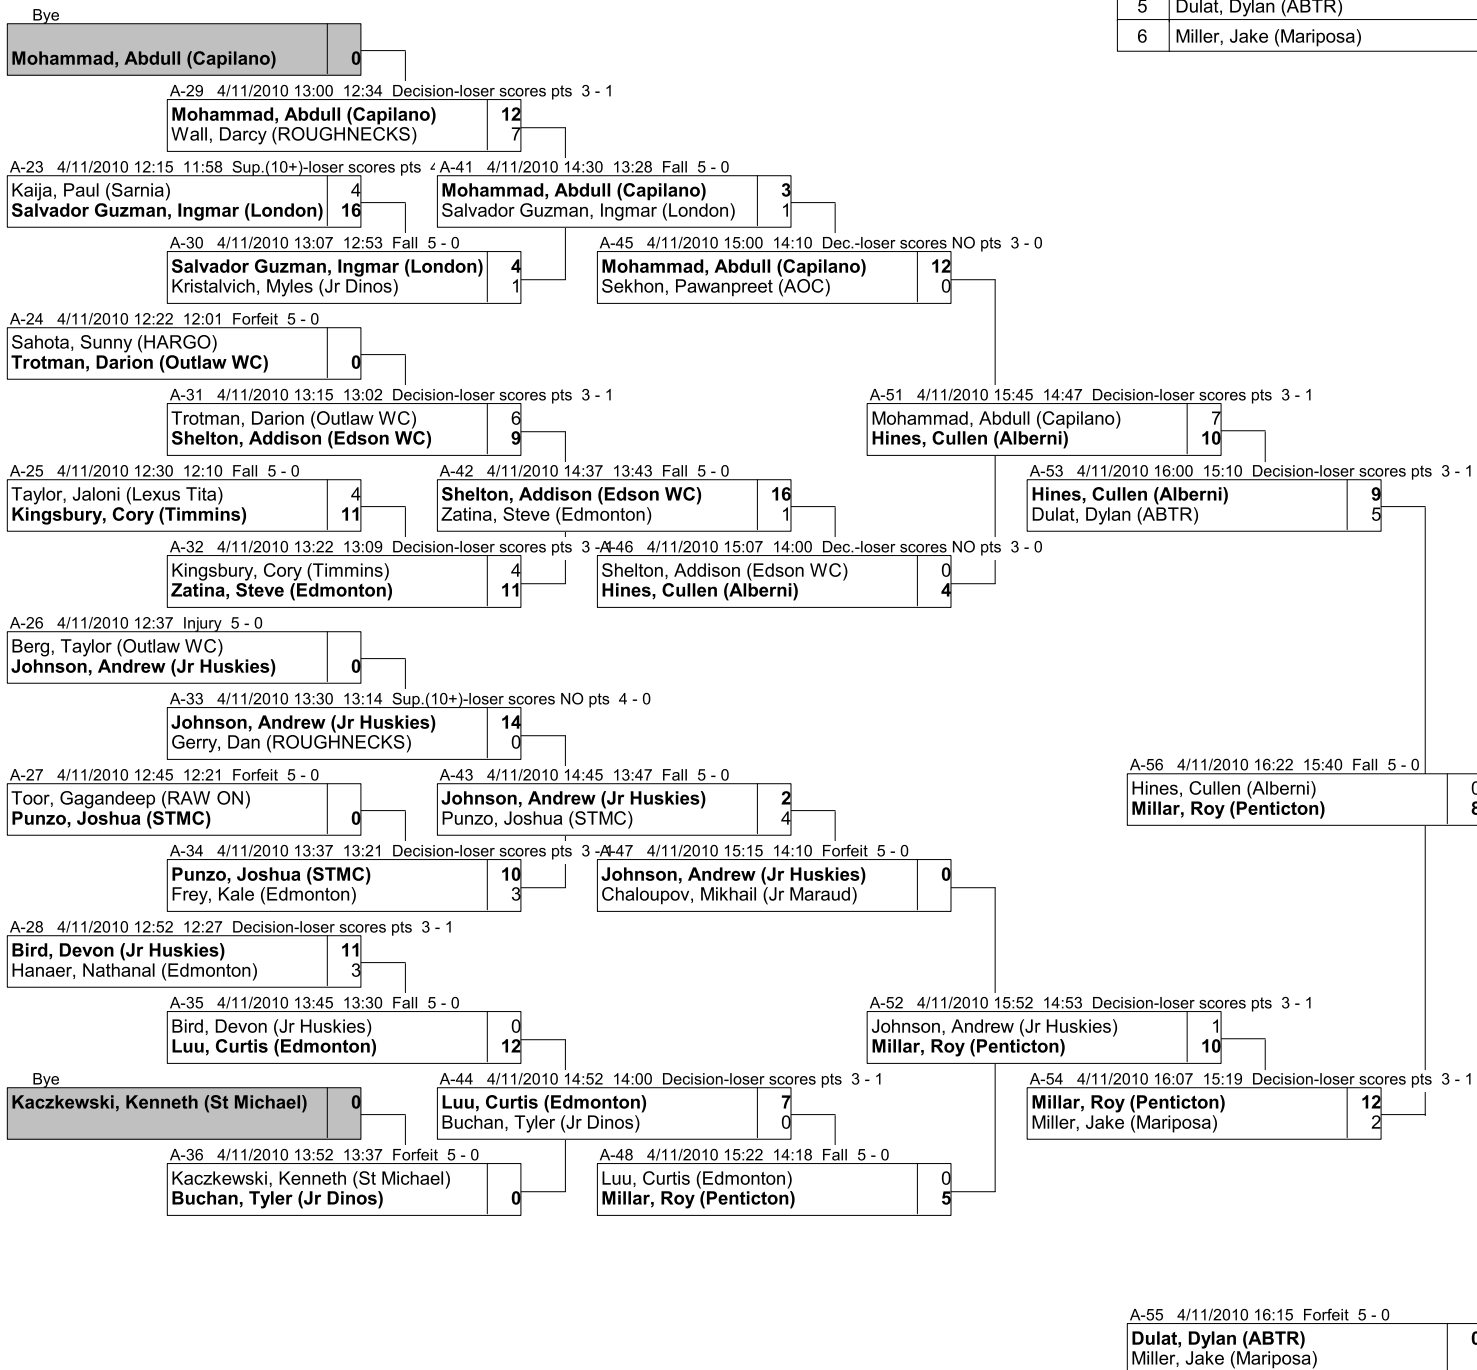 Bye
5 Dulat, Dylan (ABTR)
6 Miller, Jake (Mariposa)
Mohammad, Abdull (Capilano) 0
A-29 4/11/2010 13:00 12:34 Decision-loser scores pts 3 - 1
Mohammad, Abdull (Capilano) 12
Wall, Darcy (ROUGHNECKS) 7
A-23 4/11/2010 12:15 11:58 Sup.(10+)-loser scores pts
Kaija, Paul (Sarnia) 4
Salvador Guzman, Ingmar (London) 16
A-41 4/11/2010 14:30 13:28 Fall 5 - 0
Mohammad, Abdull (Capilano) 3
Salvador Guzman, Ingmar (London) 1
A-30 4/11/2010 13:07 12:53 Fall 5 - 0
Salvador Guzman, Ingmar (London) 4
Kristalvich, Myles (Jr Dinos) 1
A-45 4/11/2010 15:00 14:10 Dec.-loser scores NO pts 3 - 0
Mohammad, Abdull (Capilano) 12
Sekhon, Pawanpreet (AOC) 0
A-24 4/11/2010 12:22 12:01 Forfeit 5 - 0
Sahota, Sunny (HARGO)
Trotman, Darion (Outlaw WC) 0
A-31 4/11/2010 13:15 13:02 Decision-loser scores pts 3 - 1
Trotman, Darion (Outlaw WC) 6
Shelton, Addison (Edson WC) 9
A-51 4/11/2010 15:45 14:47 Decision-loser scores pts 3 - 1
Mohammad, Abdull (Capilano) 7
Hines, Cullen (Alberni) 10
A-25 4/11/2010 12:30 12:10 Fall 5 - 0
Taylor, Jaloni (Lexus Tita) 4
Kingsbury, Cory (Timmins) 11
A-42 4/11/2010 14:37 13:43 Fall 5 - 0
Shelton, Addison (Edson WC) 16
Zatina, Steve (Edmonton) 1
A-53 4/11/2010 16:00 15:10 Decision-loser scores pts 3 - 1
Hines, Cullen (Alberni) 9
Dulat, Dylan (ABTR) 5
A-32 4/11/2010 13:22 13:09 Decision-loser scores pts 3 -
Kingsbury, Cory (Timmins) 4
Zatina, Steve (Edmonton) 11
A-46 4/11/2010 15:07 14:00 Dec.-loser scores NO pts 3 - 0
Shelton, Addison (Edson WC) 0
Hines, Cullen (Alberni) 4
A-26 4/11/2010 12:37 Injury 5 - 0
Berg, Taylor (Outlaw WC)
Johnson, Andrew (Jr Huskies) 0
A-33 4/11/2010 13:30 13:14 Sup.(10+)-loser scores NO pts 4 - 0
Johnson, Andrew (Jr Huskies) 14
Gerry, Dan (ROUGHNECKS) 0
A-27 4/11/2010 12:45 12:21 Forfeit 5 - 0
Toor, Gagandeep (RAW ON)
Punzo, Joshua (STMC) 0
A-43 4/11/2010 14:45 13:47 Fall 5 - 0
Johnson, Andrew (Jr Huskies) 2
Punzo, Joshua (STMC) 4
A-56 4/11/2010 16:22 15:40 Fall 5 - 0
Hines, Cullen (Alberni) 0
Millar, Roy (Penticton) 8
A-34 4/11/2010 13:37 13:21 Decision-loser scores pts 3 -
Punzo, Joshua (STMC) 10
Frey, Kale (Edmonton) 3
A-47 4/11/2010 15:15 14:10 Forfeit 5 - 0
Johnson, Andrew (Jr Huskies) 0
Chaloupov, Mikhail (Jr Maraud)
A-28 4/11/2010 12:52 12:27 Decision-loser scores pts 3 - 1
Bird, Devon (Jr Huskies) 11
Hanaer, Nathanal (Edmonton) 3
A-35 4/11/2010 13:45 13:30 Fall 5 - 0
Bird, Devon (Jr Huskies) 0
Luu, Curtis (Edmonton) 12
A-52 4/11/2010 15:52 14:53 Decision-loser scores pts 3 - 1
Johnson, Andrew (Jr Huskies) 1
Millar, Roy (Penticton) 10
Bye
Kaczkewski, Kenneth (St Michael) 0
A-44 4/11/2010 14:52 14:00 Decision-loser scores pts 3 - 1
Luu, Curtis (Edmonton) 7
Buchan, Tyler (Jr Dinos) 0
A-54 4/11/2010 16:07 15:19 Decision-loser scores pts 3 - 1
Millar, Roy (Penticton) 12
Miller, Jake (Mariposa) 2
A-36 4/11/2010 13:52 13:37 Forfeit 5 - 0
Kaczkewski, Kenneth (St Michael)
Buchan, Tyler (Jr Dinos) 0
A-48 4/11/2010 15:22 14:18 Fall 5 - 0
Luu, Curtis (Edmonton) 0
Millar, Roy (Penticton) 5
A-55 4/11/2010 16:15 Forfeit 5 - 0
Dulat, Dylan (ABTR) 0
Miller, Jake (Mariposa)